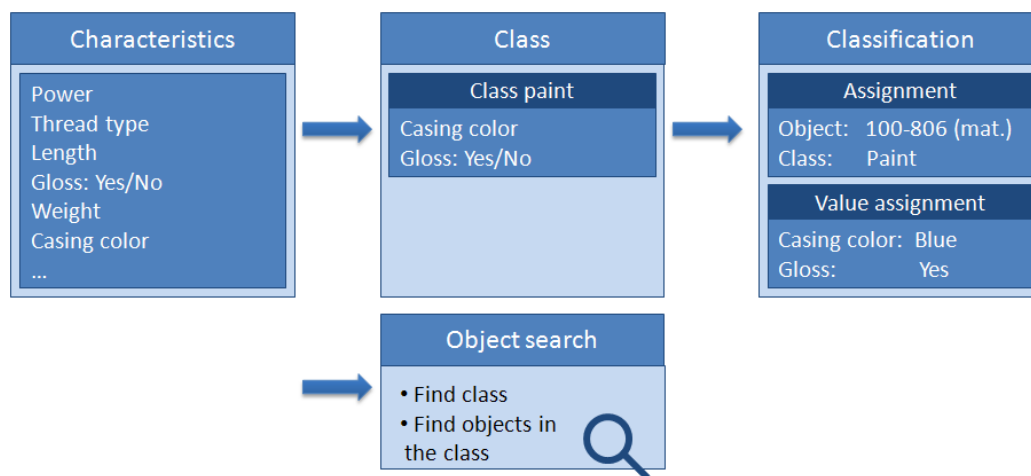 Characteristics
Power
Thread type
Length
Gloss: Yes/No
Weight
Casing color
...
Class
Class paint
Casing color
Gloss: Yes/No
Classification
Assignment
Object: 100-806 (mat.)
Class: Paint
Value assignment
Casing color: Blue
Gloss: Yes
Object search
• Find class
• Find objects in
the class